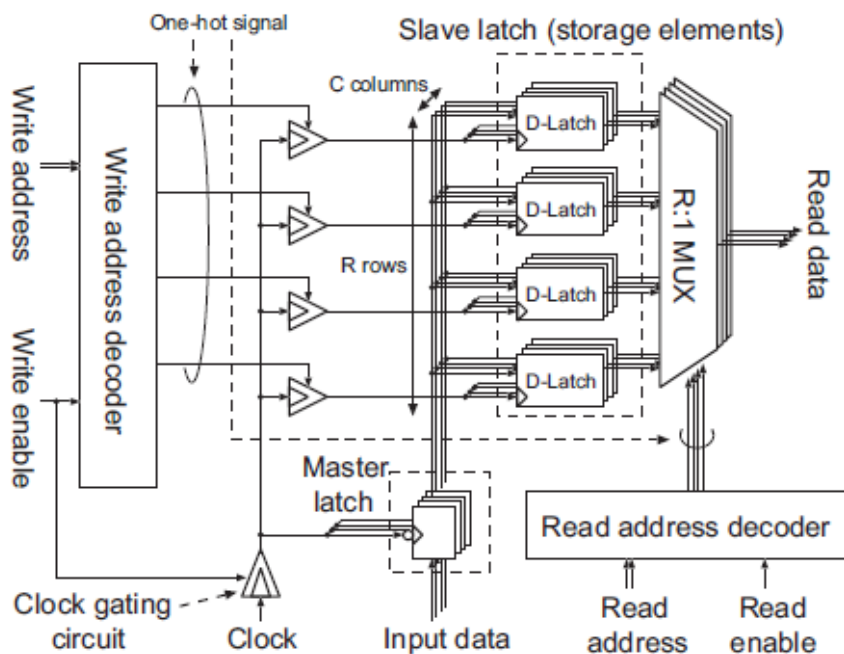 One-hot signal
Slave latch (storage elements)
C columns
Write address
Write address decoder
D-Latch
D-Latch
R rows
D-Latch
D-Latch
R:1 MUX
Read data
Write enable
Master
latch
Read address decoder
Clock gating
circuit
Clock
Input data
Read
address
Read
enable